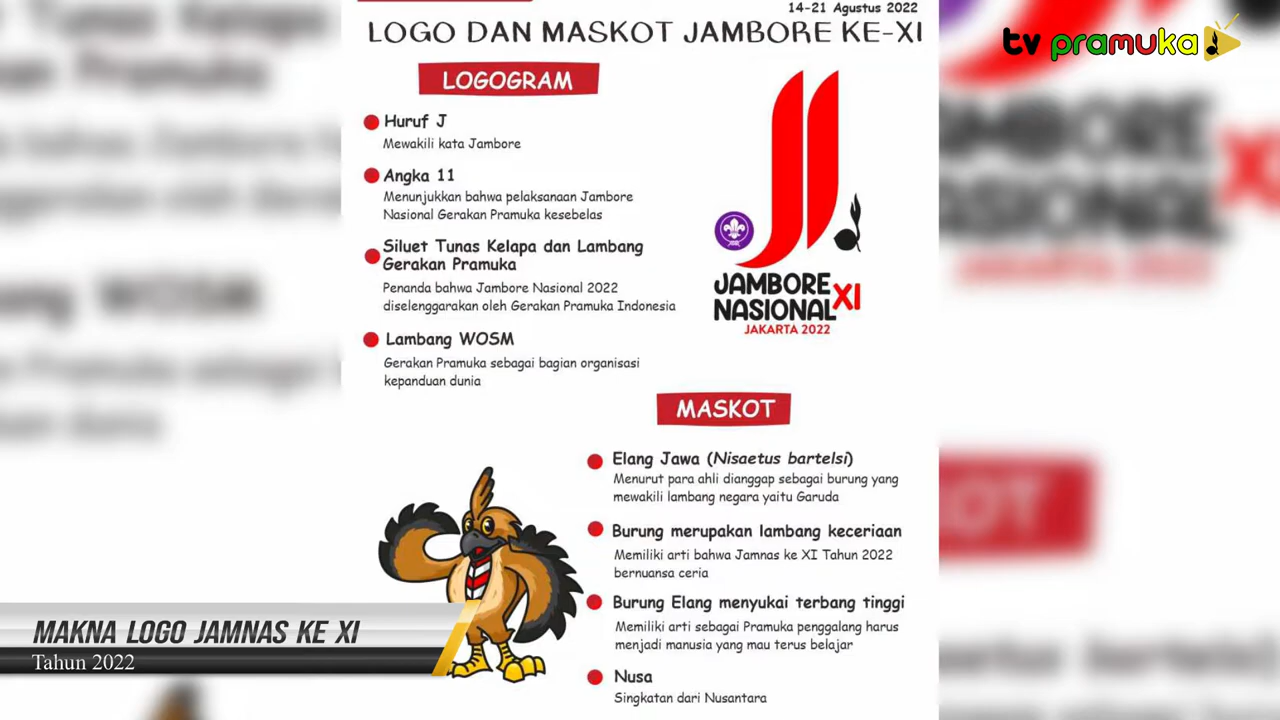 14-21 Agustus 2022
LOGO DAN MASKOT JAMBORE KE-XI
tv pramuka
LOGOGRAM
Huruf J
Mewakili kata Jambore
Angka 11
Menunjukkan bahwa pelaksanaan Jambore
Nasional Gerakan Pramuka kesebelas
Siluet Tunas Kelapa dan Lambang
Gerakan Pramuka
Penanda bahwa Jambore Nasional 2022
diselenggarakan oleh Gerakan Pramuka Indonesia
Lambang WOSM
Gerakan Pramuka sebagai bagian organisasi
kepanduan dunia
JAMBORE
NASIONAL XI
JAKARTA 2022
MASKOT
Elang Jawa (Nisaetus bartelsi)
Menurut para ahli dianggap sebagai burung yang
mewakili lambang negara yaitu Garuda
Burung merupakan lambang keceriaan
Memiliki arti bahwa Jamnas ke XI Tahun 2022
bernuansa ceria
Burung Elang menyukai terbang tinggi
Memiliki arti sebagai Pramuka penggalang harus
menjadi manusia yang mau terus belajar
Nusa
Singkatan dari Nusantara
MAKNA LOGO JAMNAS KE XI
Tahun 2022